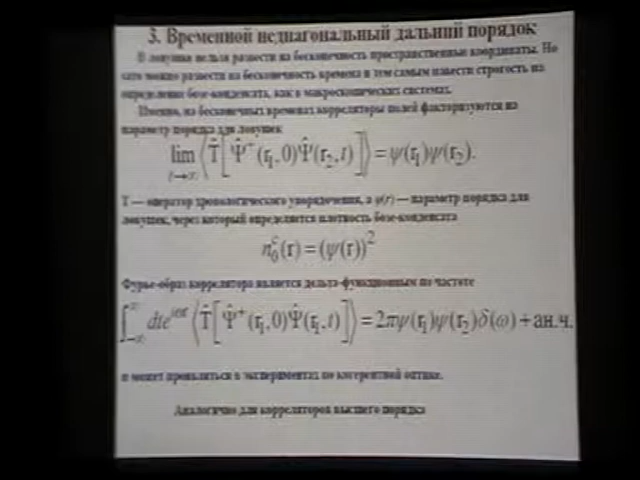 3. Временной недиагональный дальний порядок
В ловушке нельзя развести на бесконечность пространственные координаты. Но
зато можно развести на бесконечность времена и тем самым извести строгость из
определения бозе-конденсата, как в макроскопических системах.
Именно, на бесконечных временах корреляторы полей факторизуются на
параметр порядка для ловушек
lim t→∞ ⟨T̂[Ψ̂⁺(r₁,0)Ψ̂(r₂,t)]⟩ = ψ(r₁)ψ(r₂).
T — оператор хронологического упорядочения, а ψ(r) — параметр порядка для
ловушек, через который определяется плотность бозе-конденсата
n₀ᶜ(r) = (ψ(r))²
Фурье-образ коррелятора является дельта-функционным по частоте
∫₋∞^∞ dte^{iωt}⟨T̂[Ψ̂⁺(r₁,0)Ψ̂(r₁,t)]⟩ = 2πψ(r₁)ψ(r₂)δ(ω) + ан.ч.
и может проявляться в экспериментах по когерентной оптике.
Аналогично для корреляторов высшего порядка